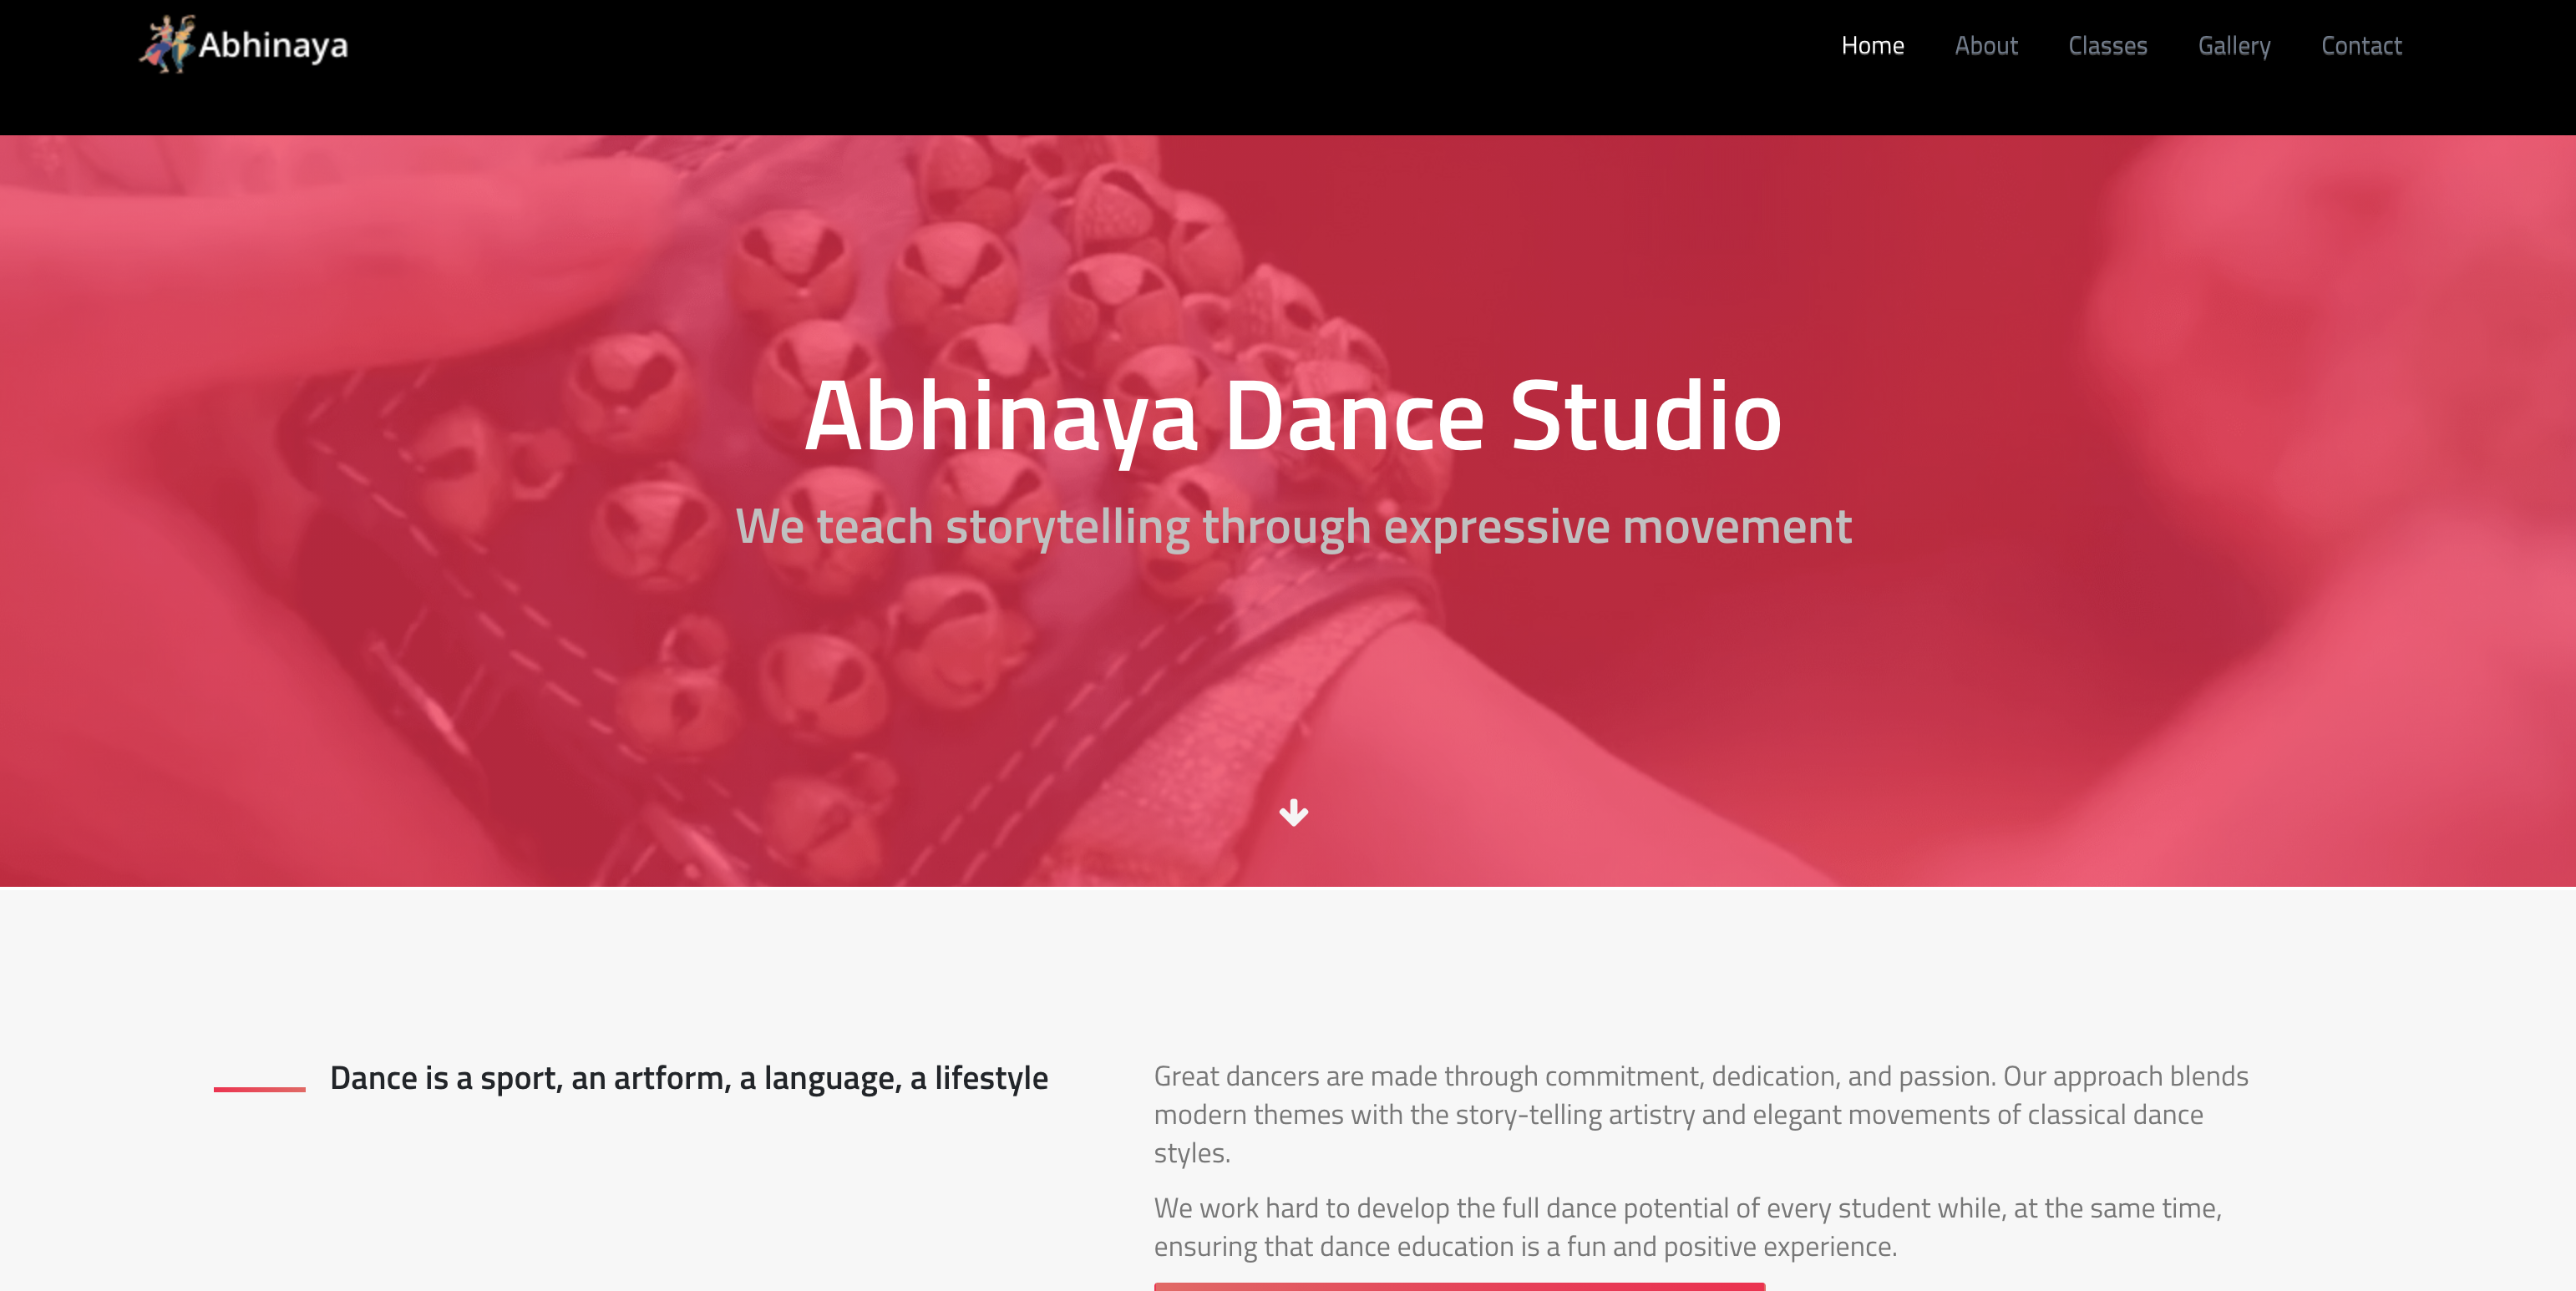 Abhinaya
Home About Classes Gallery Contact
Abhinaya Dance Studio
We teach storytelling through expressive movement
Dance is a sport, an artform, a language, a lifestyle
Great dancers are made through commitment, dedication, and passion. Our approach blends
modern themes with the story-telling artistry and elegant movements of classical dance
styles.
We work hard to develop the full dance potential of every student while, at the same time,
ensuring that dance education is a fun and positive experience.